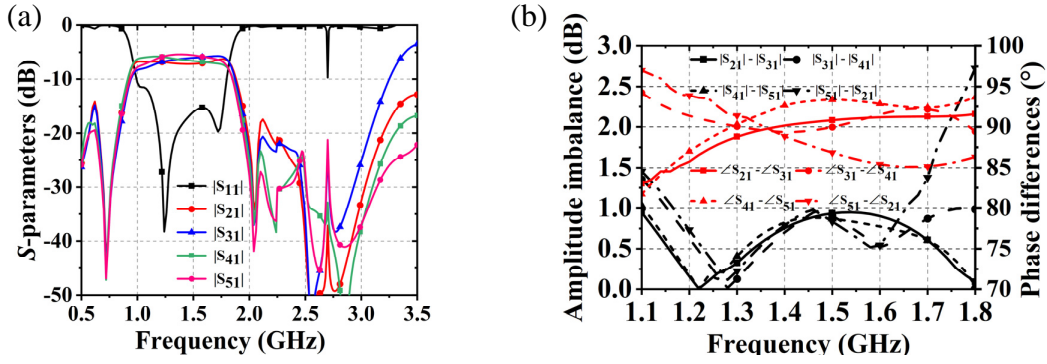 (a)
S-parameters (dB)
0
-10
-20
-30
-40
-50
|S11|
|S21|
|S31|
|S41|
|S51|
0.5 1.0 1.5 2.0 2.5 3.0 3.5
Frequency (GHz)
(b)
Amplitude imbalance (dB)
3.0
2.5
2.0
1.5
1.0
0.5
0.0
|S21|-|S31| |S31|-|S41|
|S41|-|S51| |S51|-|S21|
∠S21-∠S31 ∠S31-∠S41
∠S41-∠S51 ∠S51-∠S21
100
95
90
85
80
75
70
Phase differences (°)
1.1 1.2 1.3 1.4 1.5 1.6 1.7 1.8
Frequency (GHz)